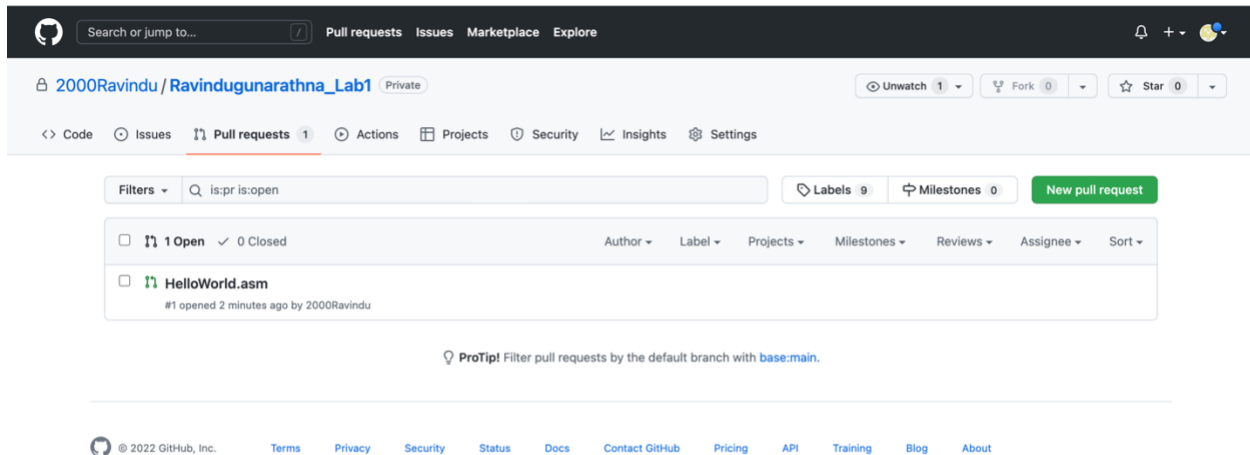 Search or jump to... / Pull requests Issues Marketplace Explore
2000Ravindu / Ravindugunarathna_Lab1 Private Unwatch 1 Fork 0 Star 0
Code Issues Pull requests 1 Actions Projects Security Insights Settings
Filters is:pr is:open Labels 9 Milestones 0 New pull request
1 Open 0 Closed Author Label Projects Milestones Reviews Assignee Sort
HelloWorld.asm
#1 opened 2 minutes ago by 2000Ravindu
ProTip! Filter pull requests by the default branch with base:main.
© 2022 GitHub, Inc. Terms Privacy Security Status Docs Contact GitHub Pricing API Training Blog About